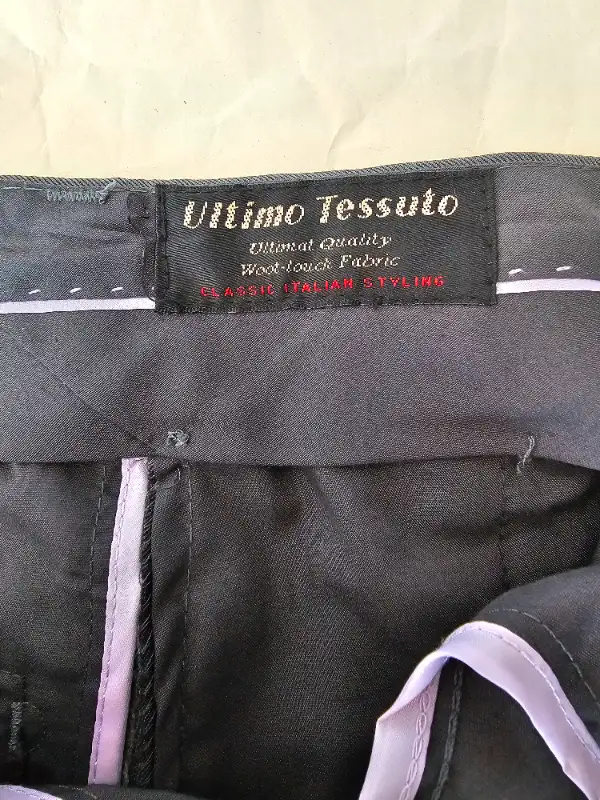 Ultimo Tessuto
Ultimat Quality
Wool-touch Fabric
CLASSIC ITALIAN STYLING